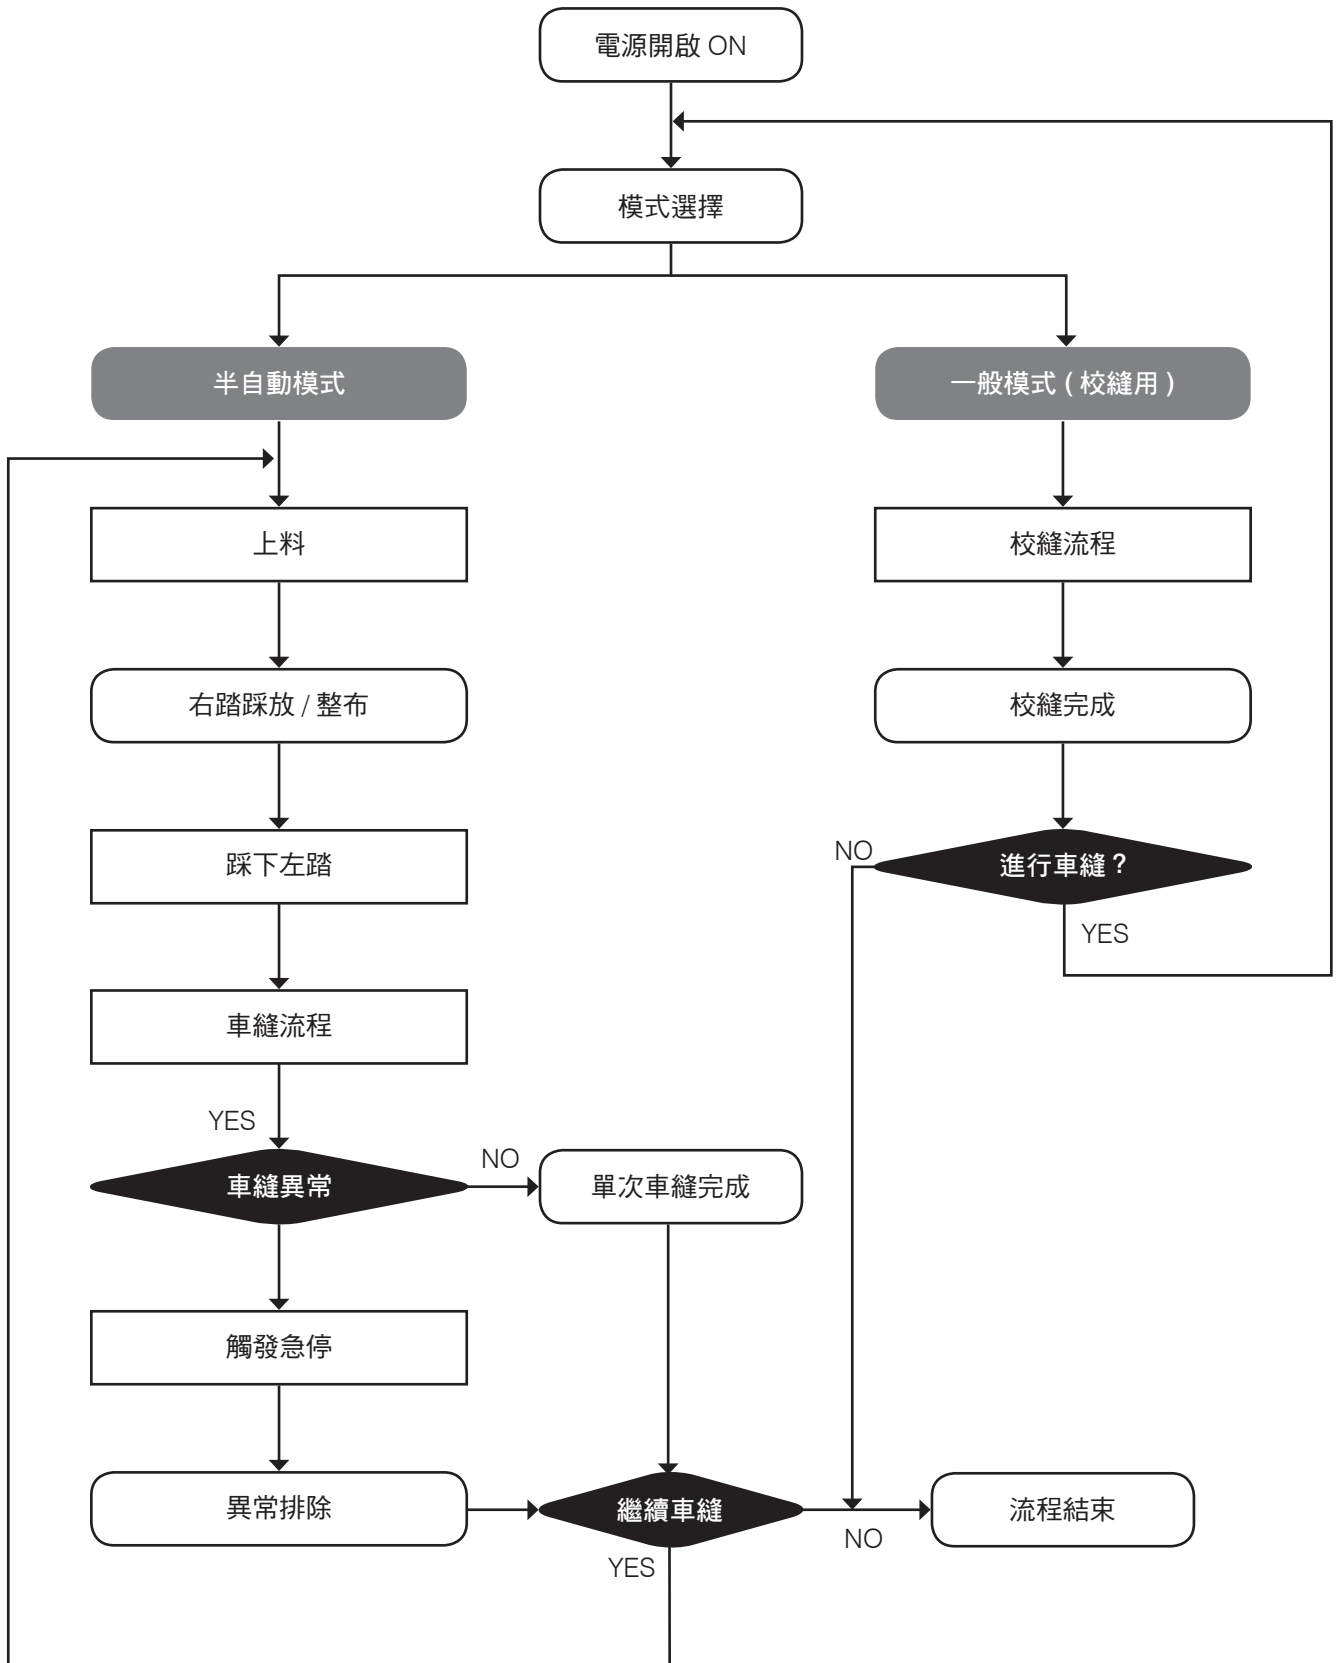 電源開啟 ON
模式選擇
半自動模式
一般模式 ( 校縫用 )
上料
校縫流程
右踏踩放 / 整布
校縫完成
踩下左踏
NO
進行車縫？
YES
車縫流程
YES
車縫異常
NO
單次車縫完成
觸發急停
異常排除
繼續車縫
NO
流程結束
YES